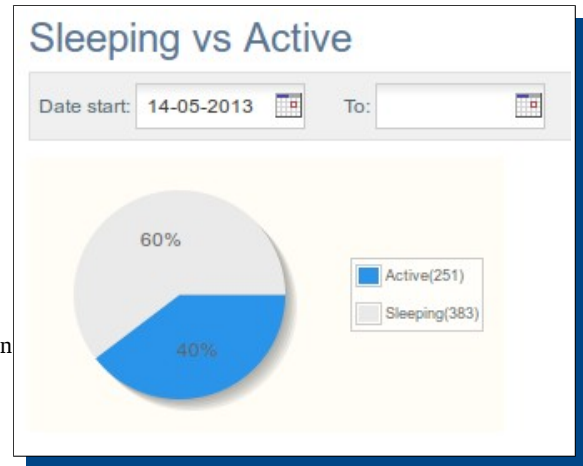 Sleeping vs Active
Date start: 14-05-2013 To:
60%
Active(251)
Sleeping(383)
40%
n